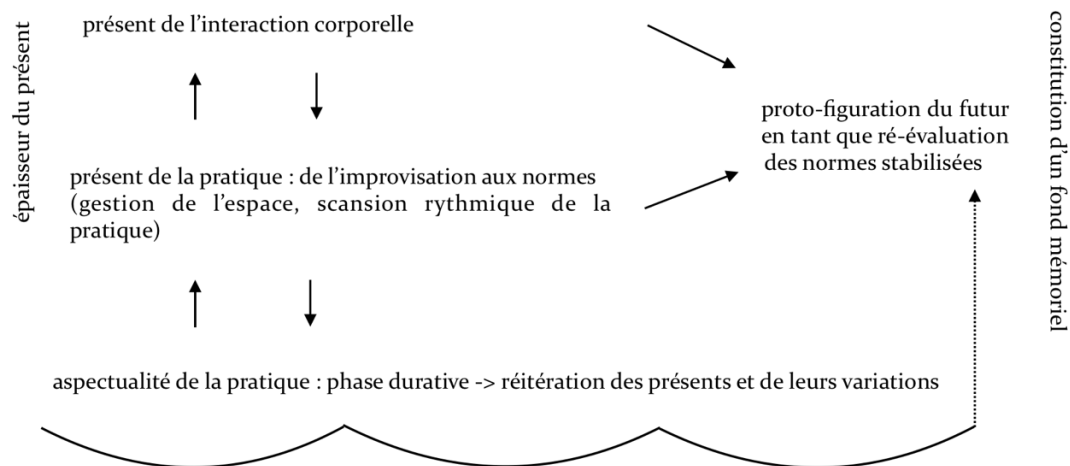 épaisseur du présent
présent de l’interaction corporelle
proto-figuration du futur
en tant que ré-évaluation
des normes stabilisées
présent de la pratique : de l’improvisation aux normes
(gestion de l’espace, scansion rythmique de la
pratique)
aspectualité de la pratique : phase durative -> réitération des présents et de leurs variations
constitution d’un fond mémoriel